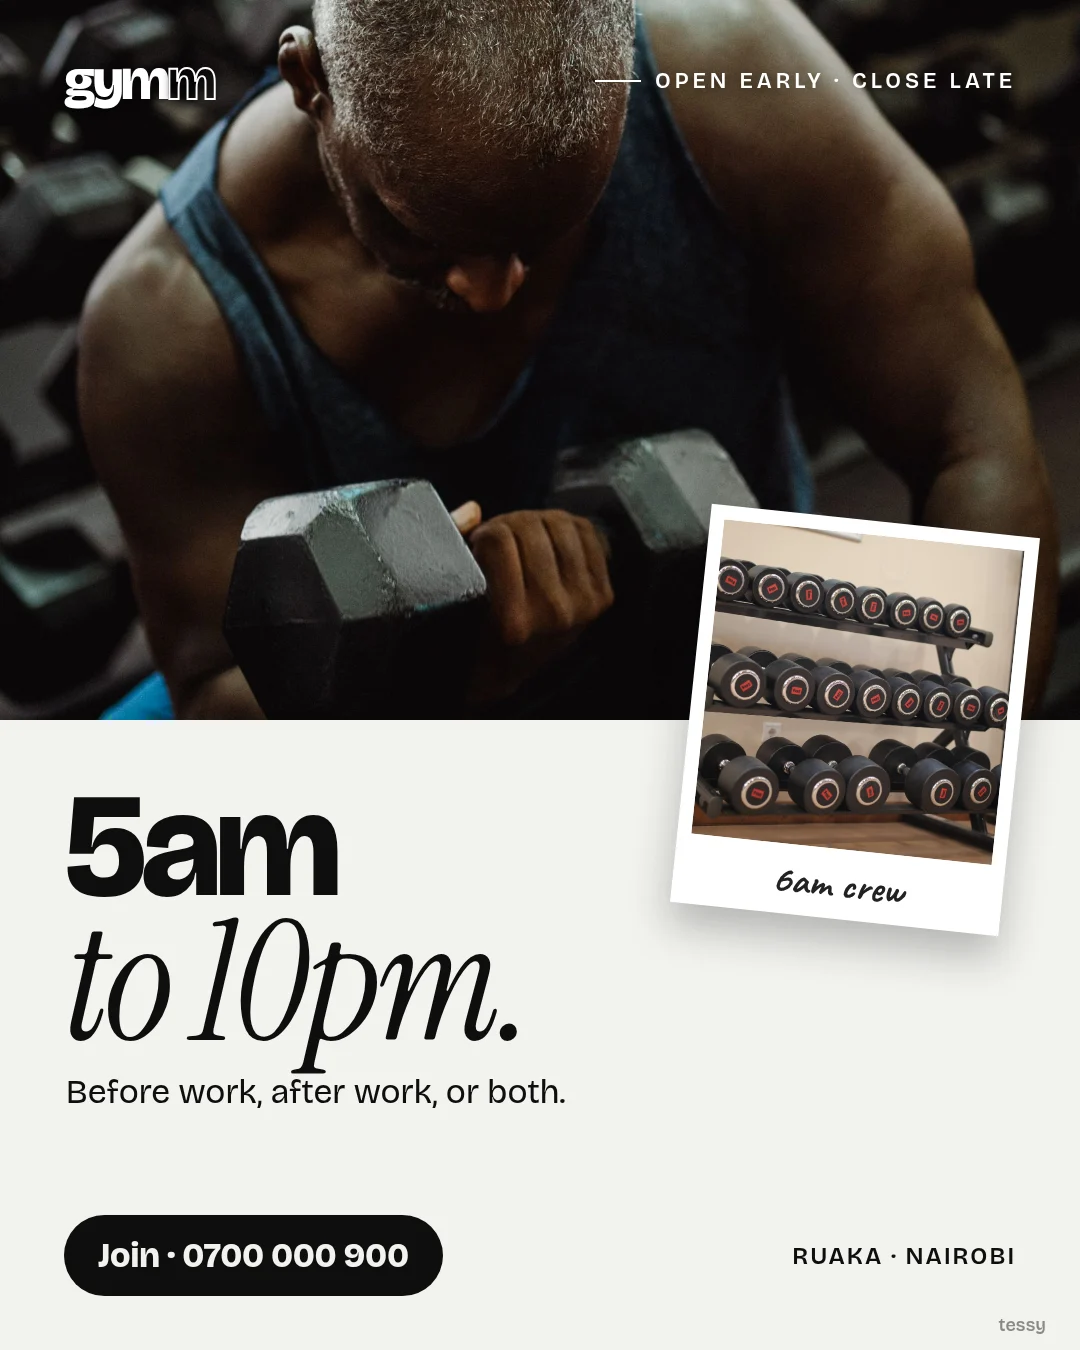 gymm
OPEN EARLY · CLOSE LATE
6am crew
5am
to 10pm.
Before work, after work, or both.
Join · 0700 000 900
RUAKA · NAIROBI
tessy